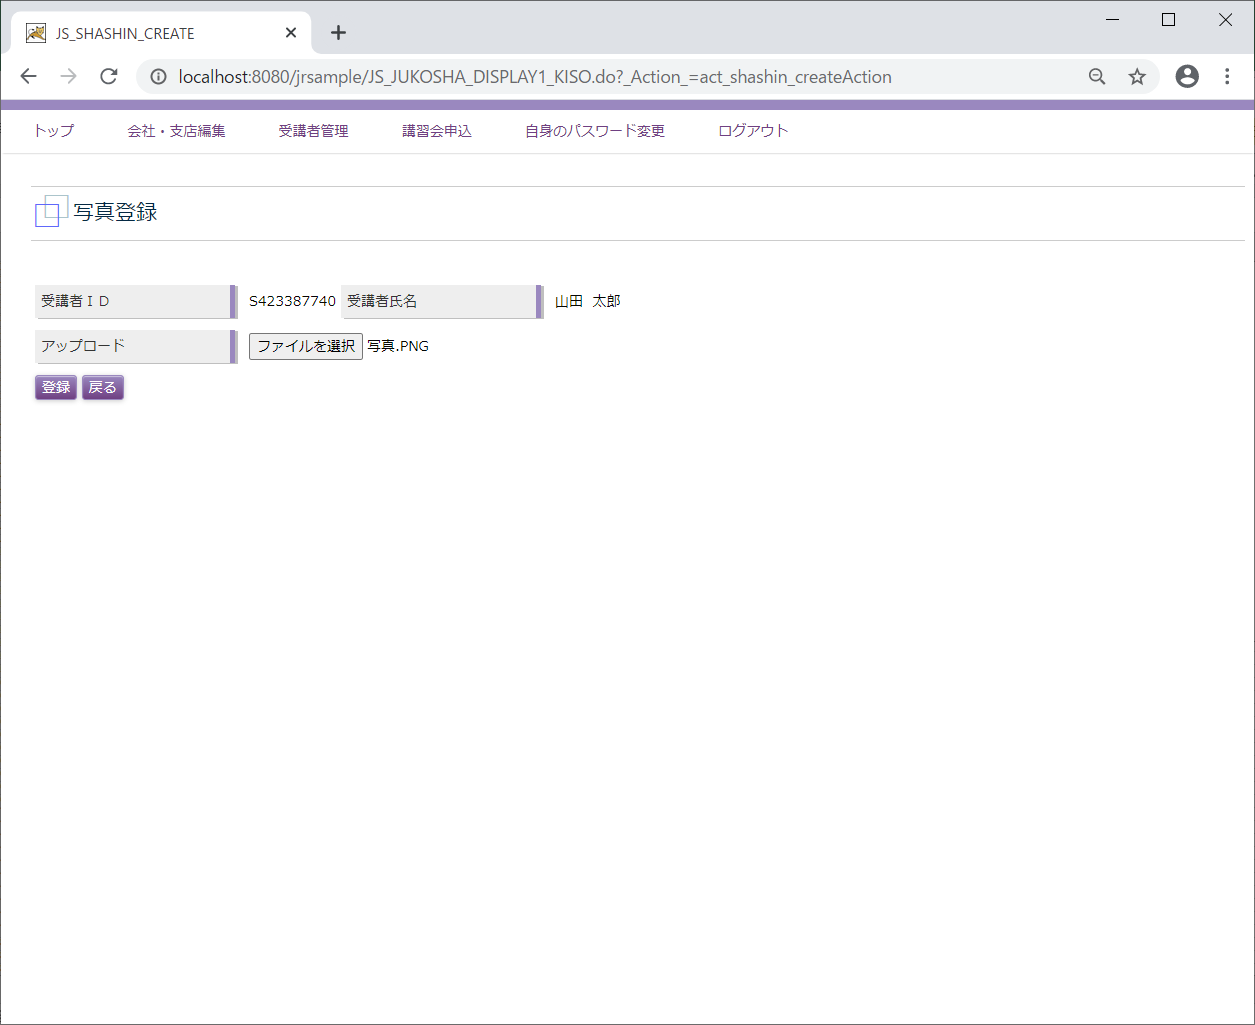 JS_SHASHIN_CREATE
localhost:8080/jrsample/JS_JUKOSHA_DISPLAY1_KISO.do?_Action_=act_shashin_createAction
トップ 会社・支店編集 受講者管理 講習会申込 自身のパスワード変更 ログアウト
写真登録
受講者ＩＤ S423387740 受講者氏名 山田　太郎
アップロード ファイルを選択 写真.PNG
登録 戻る